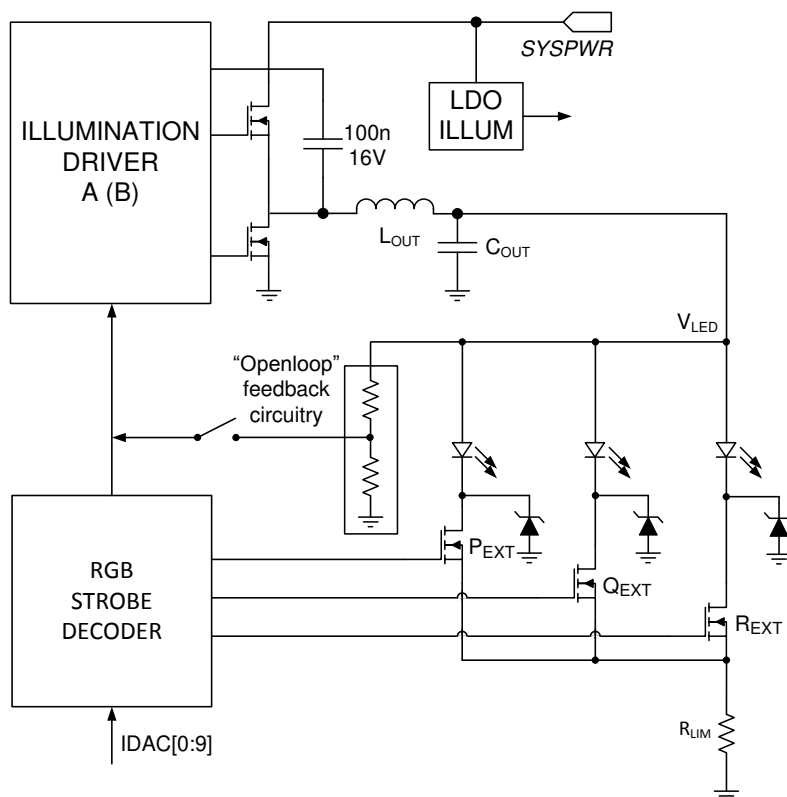 SYSPWR
ILLUMINATION
DRIVER
A (B)
LDO
ILLUM
100n
16V
LOUT
COUT
VLED
“Openloop”
feedback
circuitry
PEXT
QEXT
REXT
RGB
STROBE
DECODER
RLIM
IDAC[0:9]